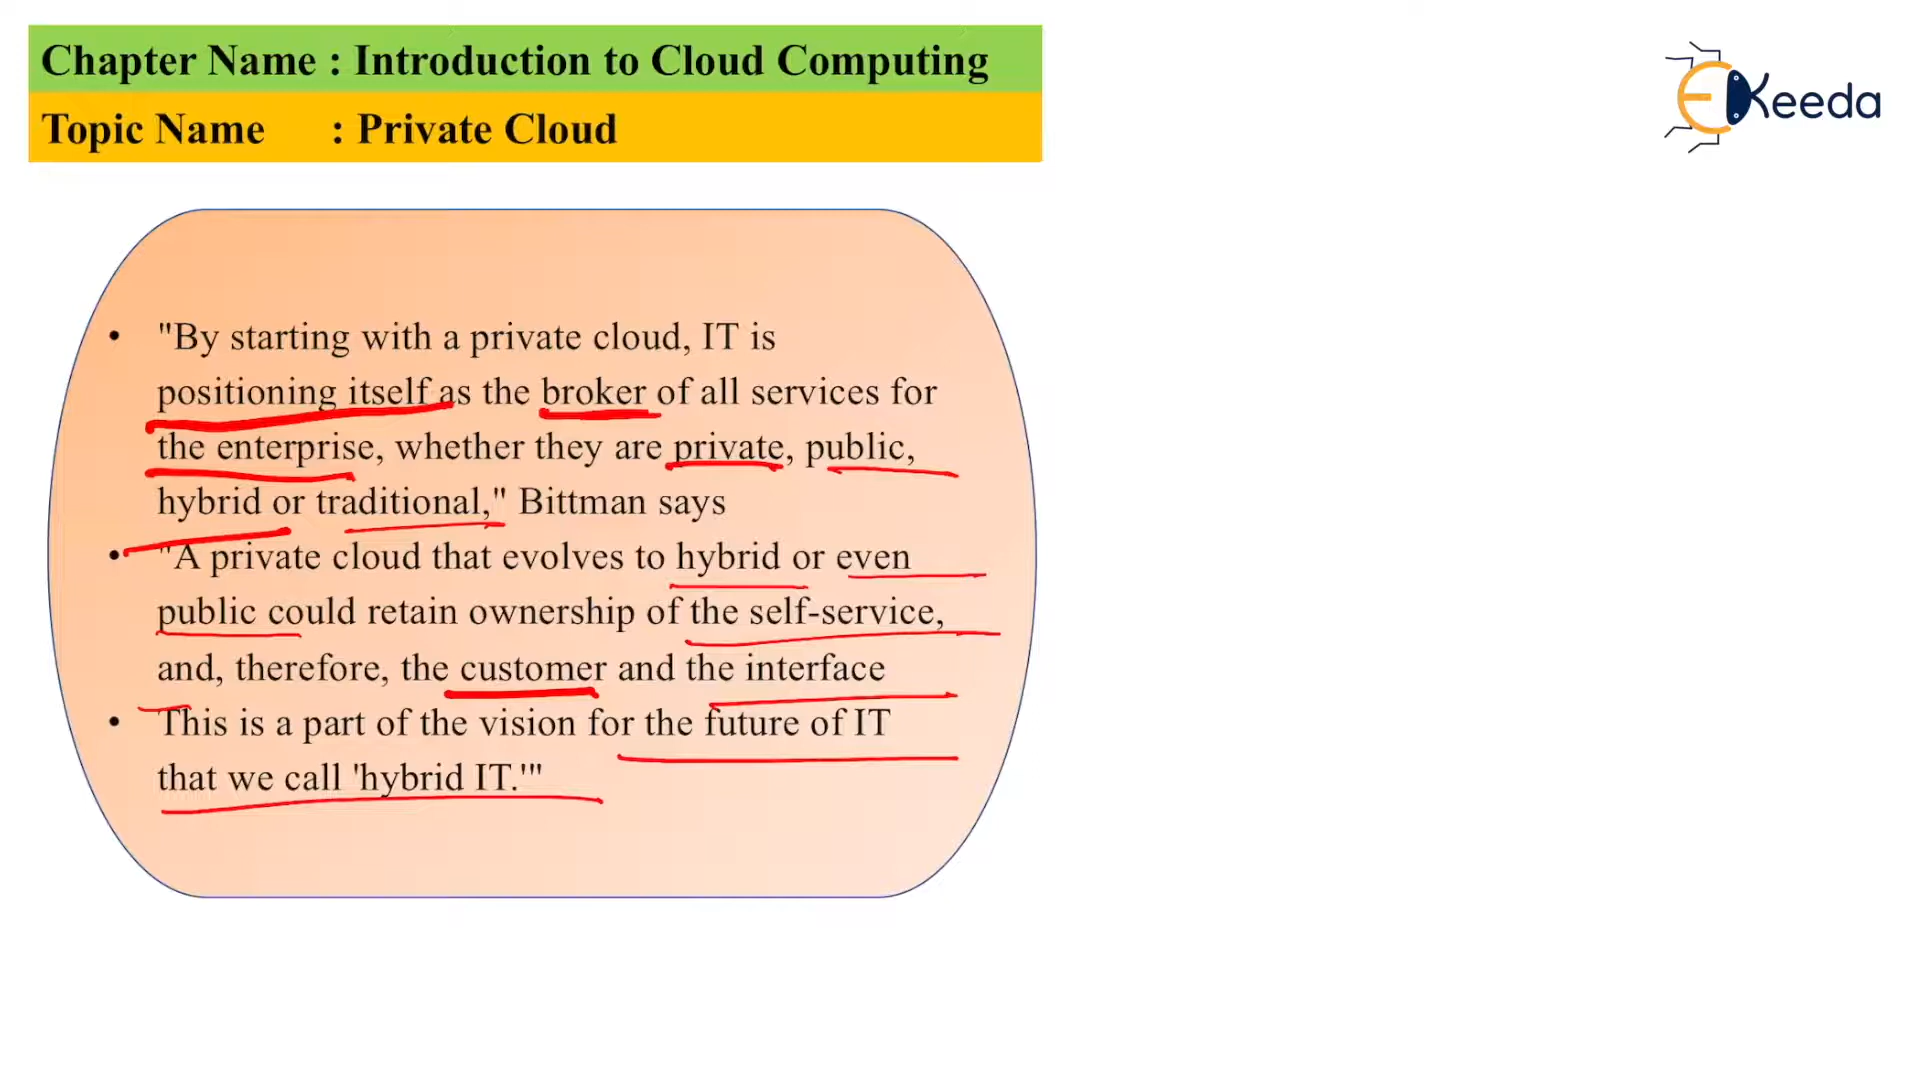 Chapter Name : Introduction to Cloud Computing
Topic Name : Private Cloud
EKeeda
• "By starting with a private cloud, IT is
positioning itself as the broker of all services for
the enterprise, whether they are private, public,
hybrid or traditional," Bittman says
• "A private cloud that evolves to hybrid or even
public could retain ownership of the self-service,
and, therefore, the customer and the interface
• This is a part of the vision for the future of IT
that we call 'hybrid IT.'"